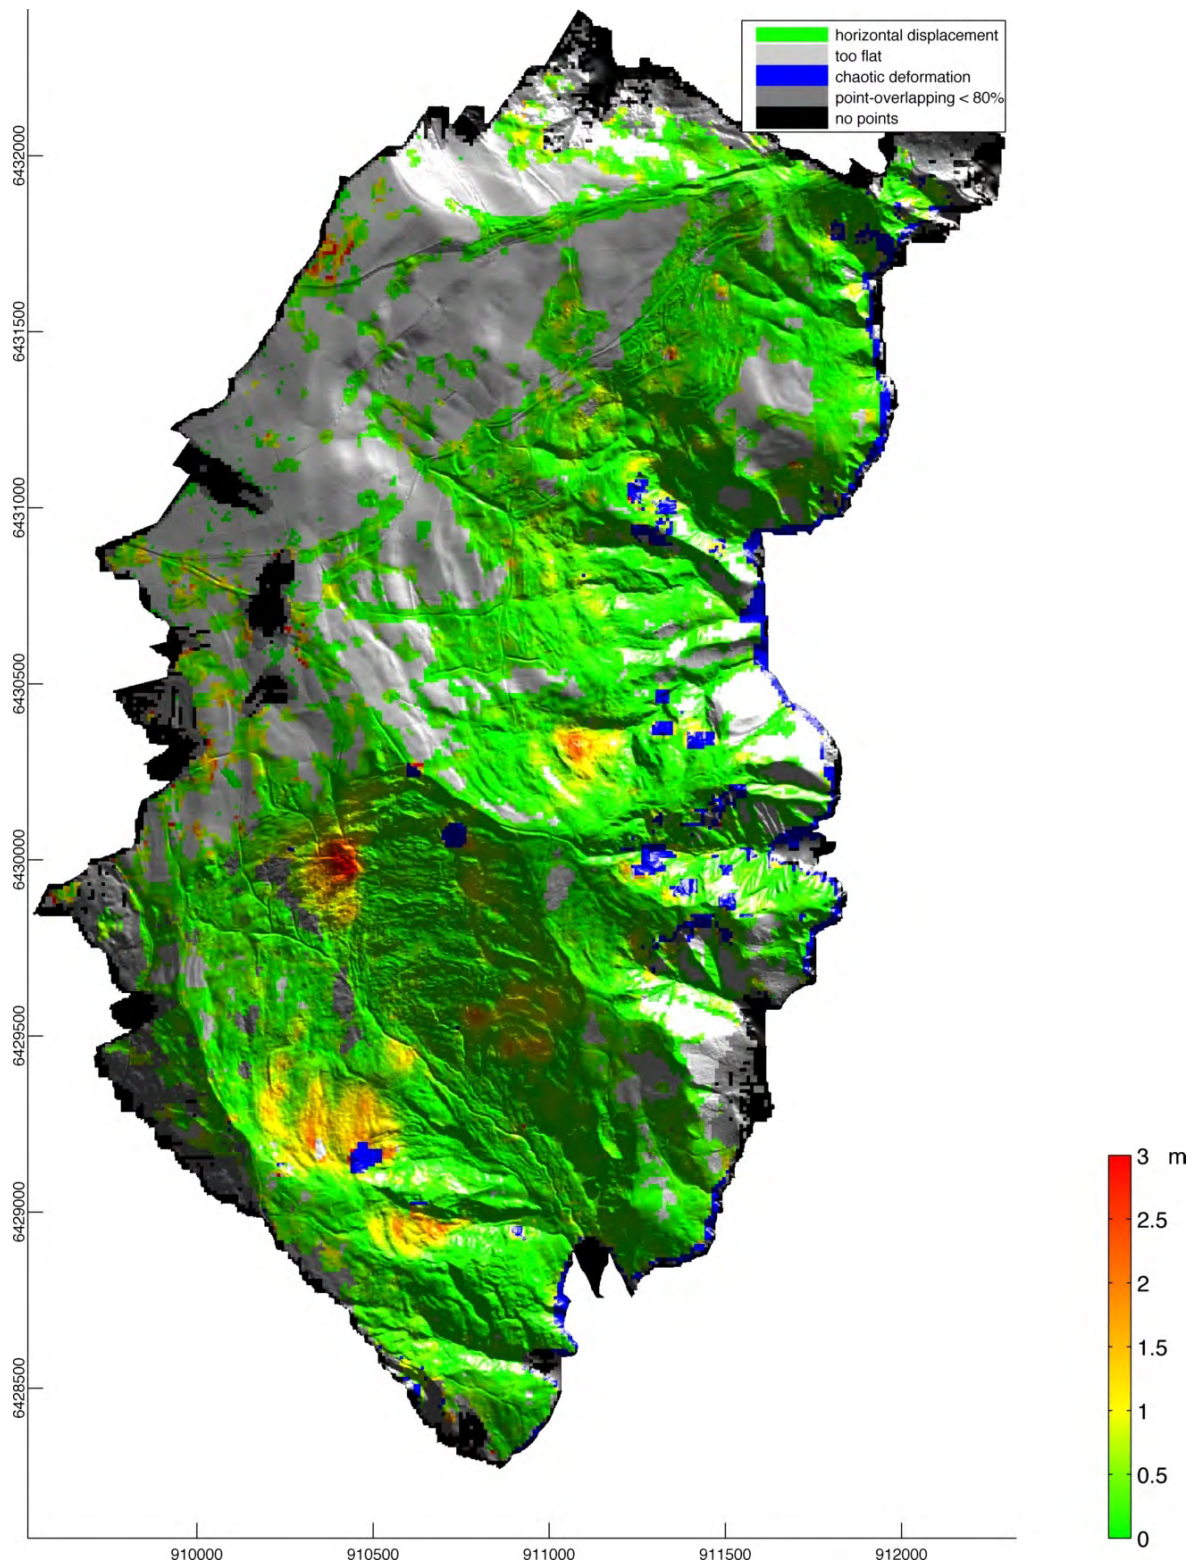 horizontal displacement
too flat
chaotic deformation
point-overlapping < 80%
no points
6432000
6431500
6431000
6430500
6430000
6429500
6429000
6428500
3 m
2.5
2
1.5
1
0.5
0
910000 910500 911000 911500 912000